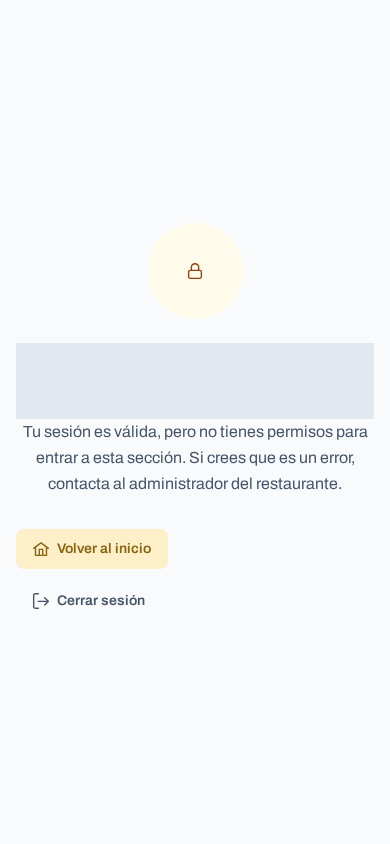 Tu sesión es válida, pero no tienes permisos para
entrar a esta sección. Si crees que es un error,
contacta al administrador del restaurante.
Volver al inicio
Cerrar sesión